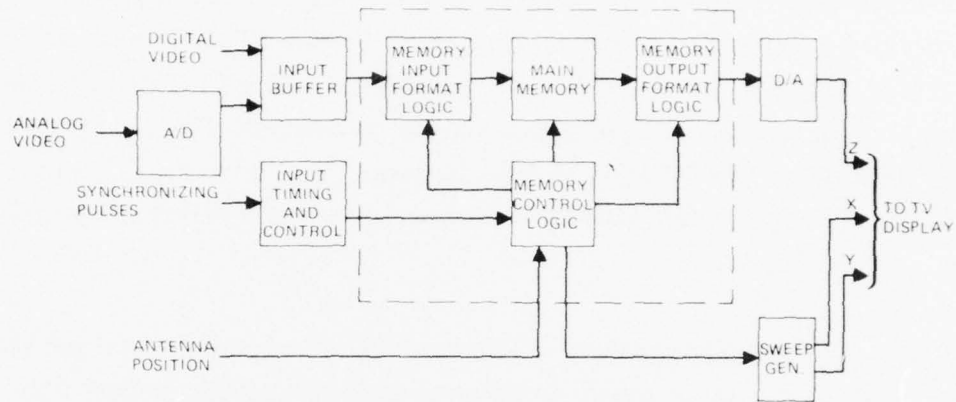 DIGITAL
VIDEO
INPUT
BUFFER
MEMORY
INPUT
FORMAT
LOGIC
MAIN
MEMORY
MEMORY
OUTPUT
FORMAT
LOGIC
D/A
ANALOG
VIDEO
A/D
SYNCHRONIZING
PULSES
INPUT
TIMING
AND
CONTROL
MEMORY
CONTROL
LOGIC
Z
X
Y
TO TV
DISPLAY
ANTENNA
POSITION
SWEEP
GEN.